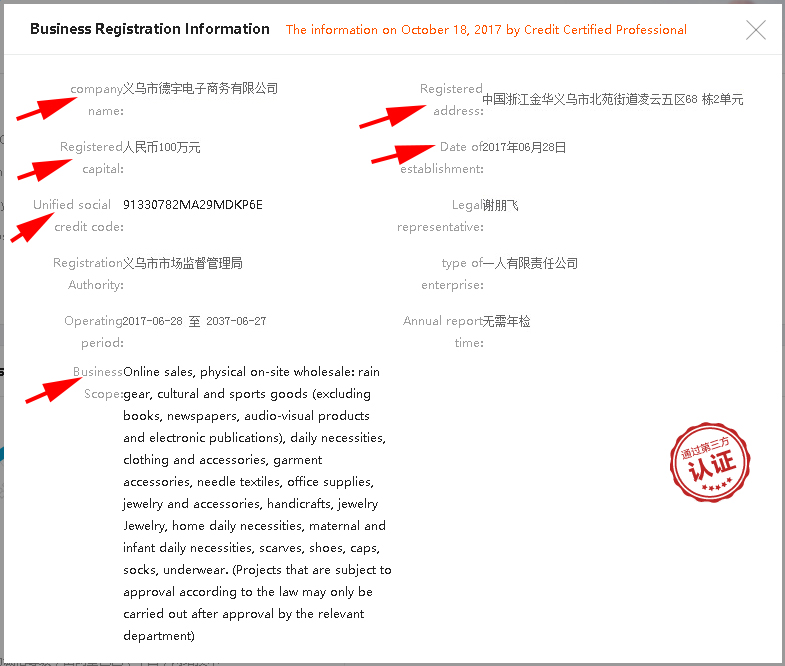 Business Registration Information The information on October 18, 2017 by Credit Certified Professional
company name: 义乌市德宇电子商务有限公司
Registered address: 中国浙江金华义乌市北苑街道凌云五区68 栋2单元
Registered capital: 人民币100万元
Date of establishment: 2017年06月28日
Unified social credit code: 91330782MA29MDKP6E
Legal representative: 谢朋飞
Registration Authority: 义乌市市场监督管理局
type of enterprise: 一人有限责任公司
Operating period: 2017-06-28 至 2037-06-27
Annual report time: 无需年检
Business Scope: Online sales, physical on-site wholesale: rain
gear, cultural and sports goods (excluding
books, newspapers, audio-visual products
and electronic publications), daily necessities,
clothing and accessories, garment
accessories, needle textiles, office supplies,
jewelry and accessories, handicrafts, jewelry
Jewelry, home daily necessities, maternal and
infant daily necessities, scarves, shoes, caps,
socks, underwear. (Projects that are subject to
approval according to the law may only be
carried out after approval by the relevant
department)
通过第三方
认证